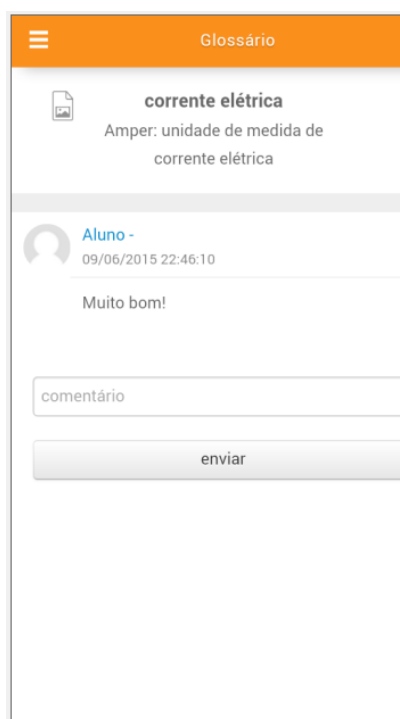 Glossário
corrente elétrica
Amper: unidade de medida de
corrente elétrica
Aluno -
09/06/2015 22:46:10
Muito bom!
comentário
enviar